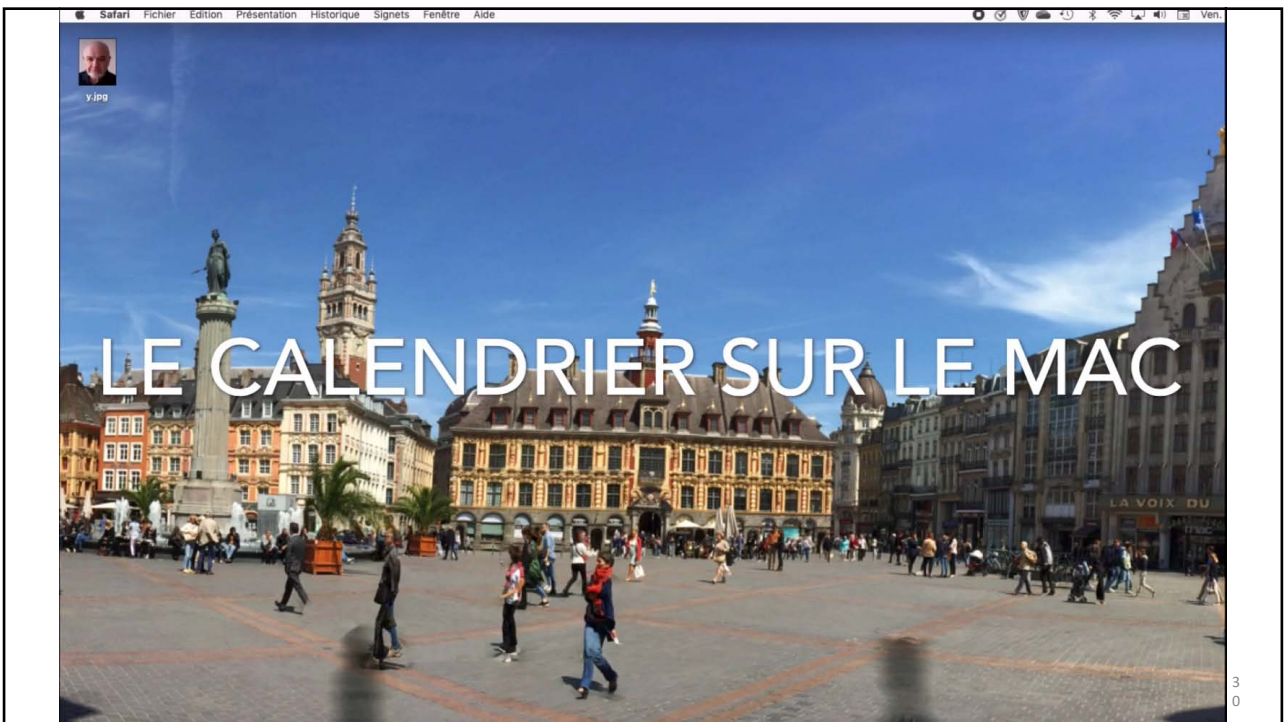 Safari Fichier Edition Présentation Historique Signets Fenêtre Aide Ven.
y.jpg
LE CALENDRIER SUR LE MAC
LA VOIX DU
3
0